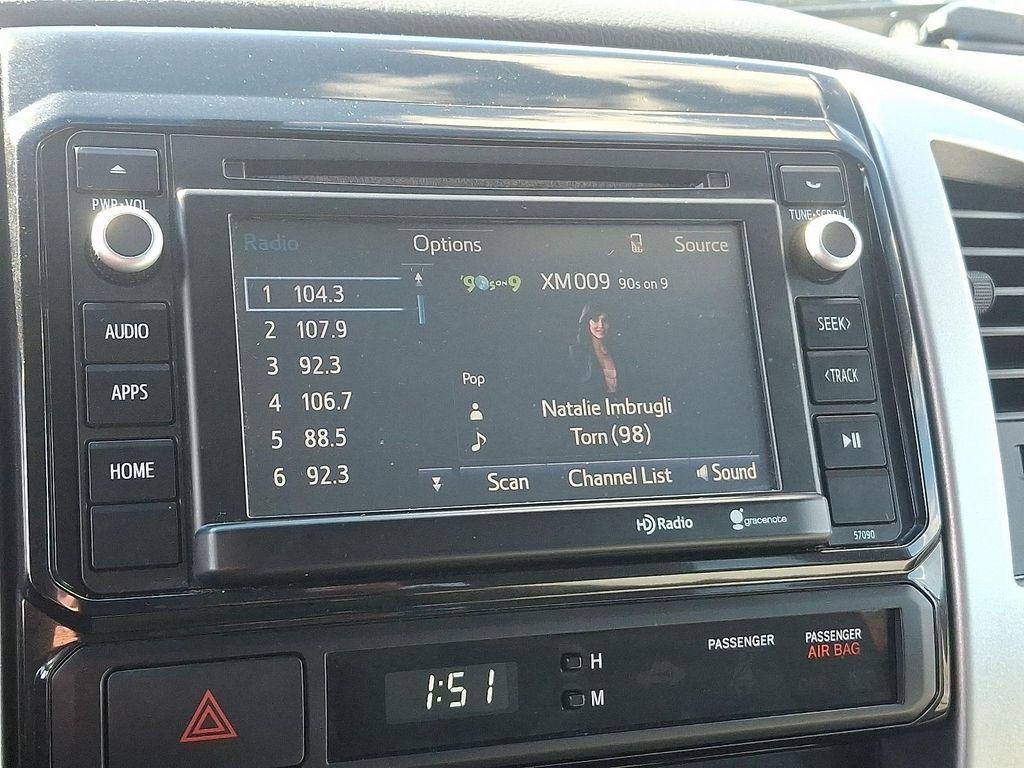 PWR•VOL
TUNE•SCROLL
AUDIO
APPS
HOME
Radio
Options
Source
1 104.3
2 107.9
3 92.3
4 106.7
5 88.5
6 92.3
'90s ON 9
XM009 90s on 9
Pop
Natalie Imbrugli
Torn (98)
Scan
Channel List
Sound
SEEK>
<TRACK
HD Radio
gracenote
57090
1:51
H
M
PASSENGER
PASSENGER
AIR BAG